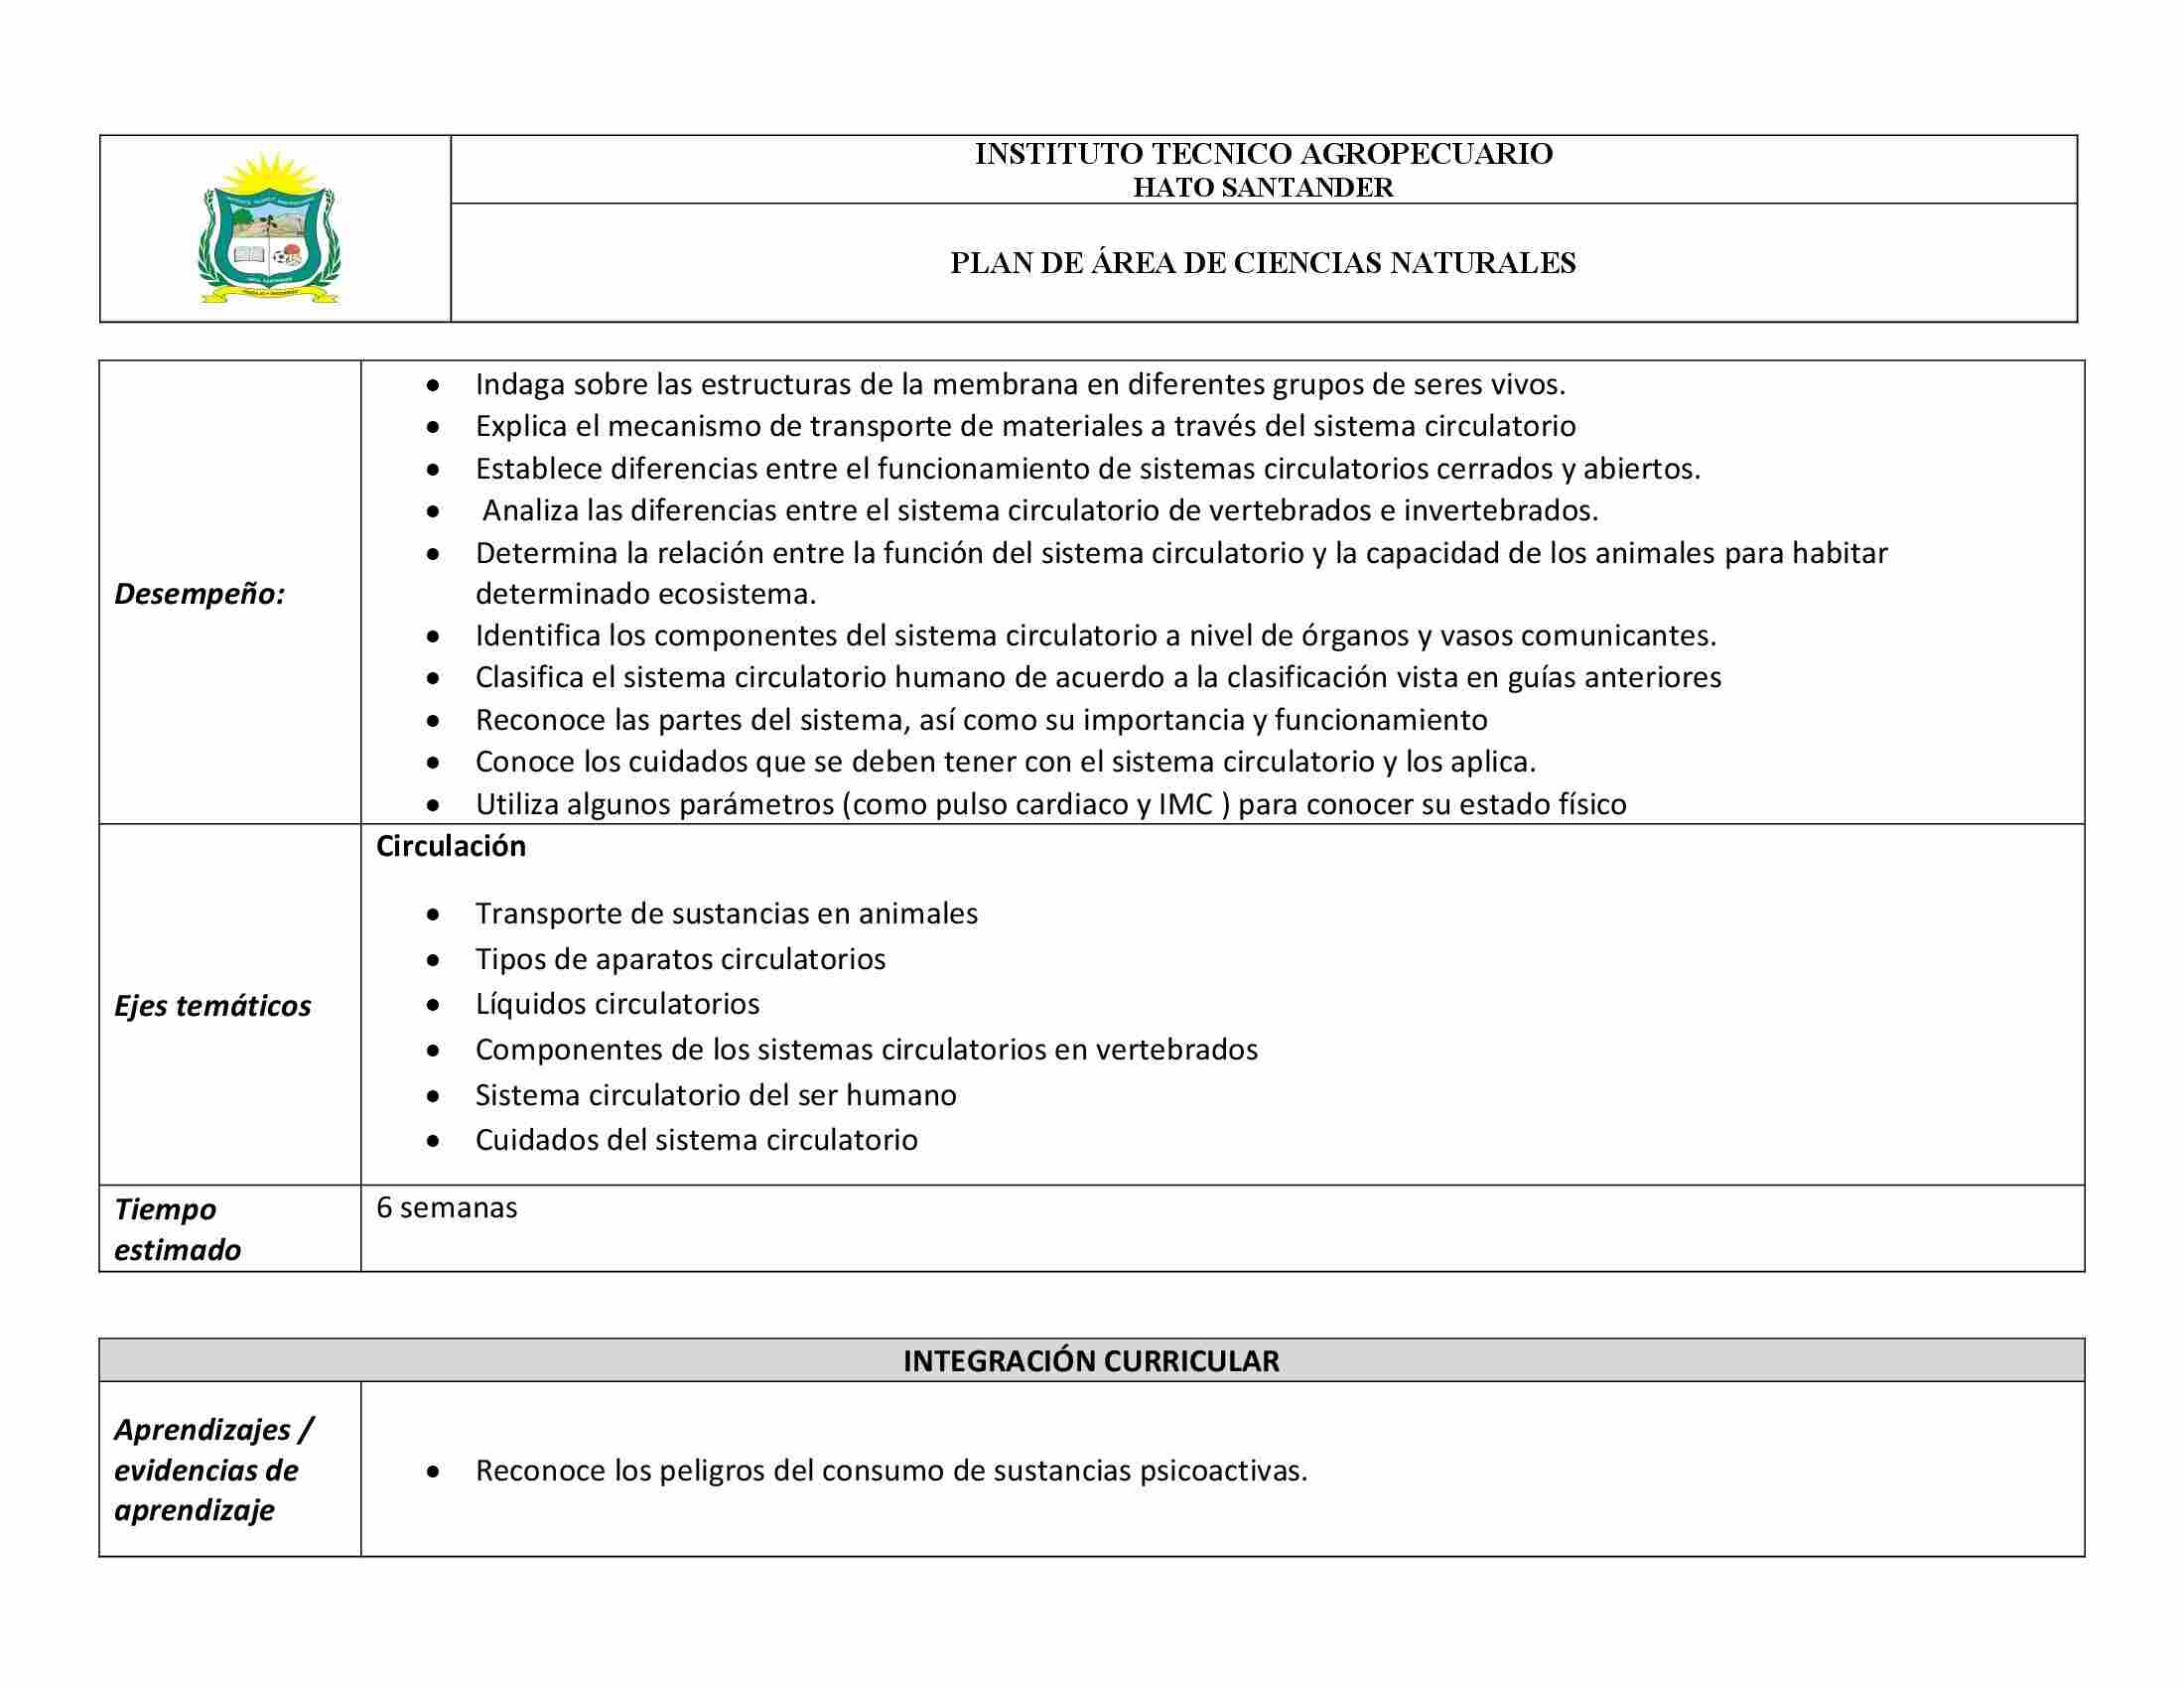 INSTITUTO TECNICO AGROPECUARIO
HATO SANTANDER
PLAN DE ÁREA DE CIENCIAS NATURALES
Desempeño:
• Indaga sobre las estructuras de la membrana en diferentes grupos de seres vivos.
• Explica el mecanismo de transporte de materiales a través del sistema circulatorio
• Establece diferencias entre el funcionamiento de sistemas circulatorios cerrados y abiertos.
• Analiza las diferencias entre el sistema circulatorio de vertebrados e invertebrados.
• Determina la relación entre la función del sistema circulatorio y la capacidad de los animales para habitar
determinado ecosistema.
• Identifica los componentes del sistema circulatorio a nivel de órganos y vasos comunicantes.
• Clasifica el sistema circulatorio humano de acuerdo a la clasificación vista en guías anteriores
• Reconoce las partes del sistema, así como su importancia y funcionamiento
• Conoce los cuidados que se deben tener con el sistema circulatorio y los aplica.
• Utiliza algunos parámetros (como pulso cardiaco y IMC ) para conocer su estado físico
Ejes temáticos
Circulación
• Transporte de sustancias en animales
• Tipos de aparatos circulatorios
• Líquidos circulatorios
• Componentes de los sistemas circulatorios en vertebrados
• Sistema circulatorio del ser humano
• Cuidados del sistema circulatorio
Tiempo
estimado
6 semanas
INTEGRACIÓN CURRICULAR
Aprendizajes /
evidencias de
aprendizaje
• Reconoce los peligros del consumo de sustancias psicoactivas.